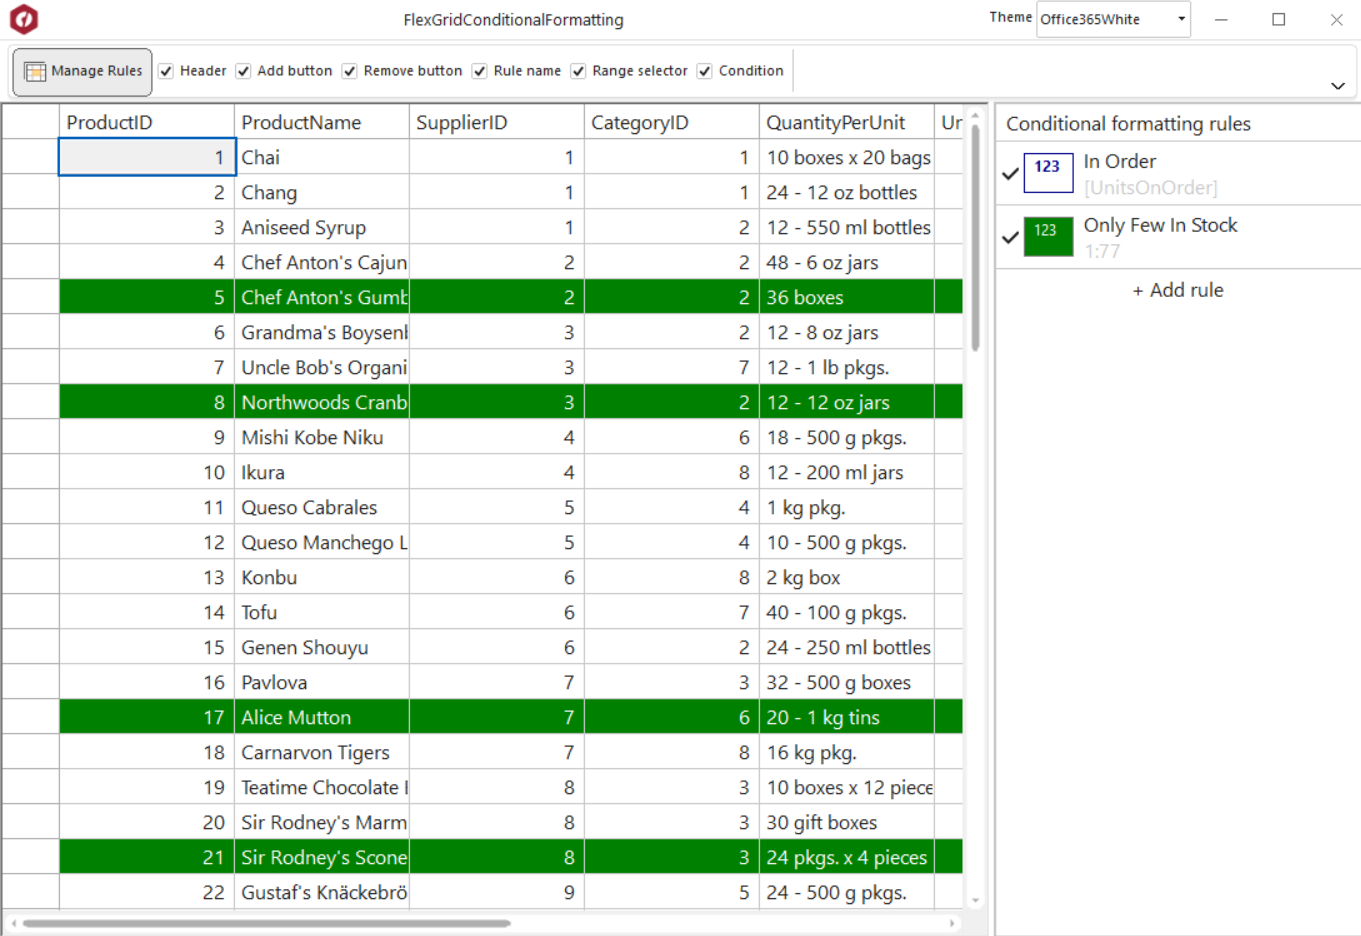 FlexGridConditionalFormatting Theme Office365White
Manage Rules Header Add button Remove button Rule name Range selector Condition
ProductID ProductName SupplierID CategoryID QuantityPerUnit Un
1 Chai 1 1 10 boxes x 20 bags
2 Chang 1 1 24 - 12 oz bottles
3 Aniseed Syrup 1 2 12 - 550 ml bottles
4 Chef Anton's Cajun 2 2 48 - 6 oz jars
5 Chef Anton's Gumb 2 2 36 boxes
6 Grandma's Boysenb 3 2 12 - 8 oz jars
7 Uncle Bob's Organi 3 7 12 - 1 lb pkgs.
8 Northwoods Cranb 3 2 12 - 12 oz jars
9 Mishi Kobe Niku 4 6 18 - 500 g pkgs.
10 Ikura 4 8 12 - 200 ml jars
11 Queso Cabrales 5 4 1 kg pkg.
12 Queso Manchego L 5 4 10 - 500 g pkgs.
13 Konbu 6 8 2 kg box
14 Tofu 6 7 40 - 100 g pkgs.
15 Genen Shouyu 6 2 24 - 250 ml bottles
16 Pavlova 7 3 32 - 500 g boxes
17 Alice Mutton 7 6 20 - 1 kg tins
18 Carnarvon Tigers 7 8 16 kg pkg.
19 Teatime Chocolate 8 3 10 boxes x 12 piece
20 Sir Rodney's Marm 8 3 30 gift boxes
21 Sir Rodney's Scone 8 3 24 pkgs. x 4 pieces
22 Gustaf's Knäckebrö 9 5 24 - 500 g pkgs.
Conditional formatting rules
123 In Order
[UnitsOnOrder]
123 Only Few In Stock
1:77
+ Add rule